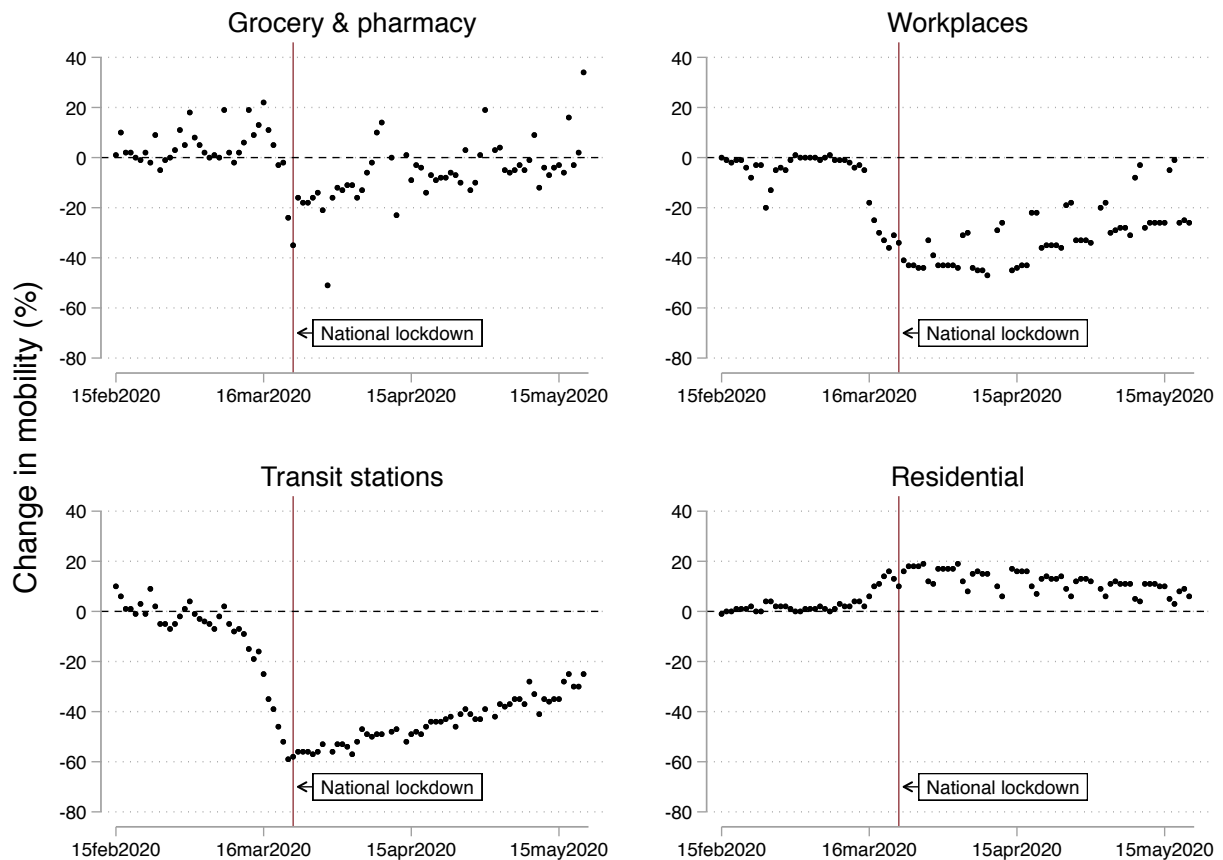 Change in mobility (%)
Grocery & pharmacy
40
20
0
-20
-40
-60
-80
National lockdown
15feb2020 16mar2020 15apr2020 15may2020
Workplaces
40
20
0
-20
-40
-60
-80
National lockdown
15feb2020 16mar2020 15apr2020 15may2020
Transit stations
40
20
0
-20
-40
-60
-80
National lockdown
15feb2020 16mar2020 15apr2020 15may2020
Residential
40
20
0
-20
-40
-60
-80
National lockdown
15feb2020 16mar2020 15apr2020 15may2020